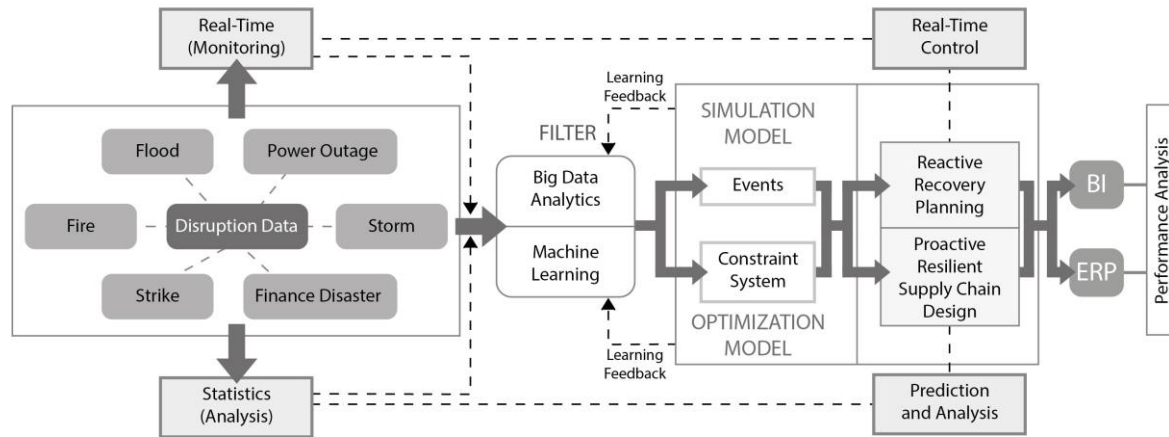 Real-Time
(Monitoring)
Real-Time
Control
Learning
Feedback
SIMULATION
MODEL
FILTER
Flood
Power Outage
Big Data
Analytics
Events
Reactive
Recovery
Planning
BI
Performance Analysis
Fire
Disruption Data
Storm
Machine
Learning
Constraint
System
Proactive
Resilient
Supply Chain
Design
ERP
Strike
Finance Disaster
OPTIMIZATION
MODEL
Learning
Feedback
Statistics
(Analysis)
Prediction
and Analysis